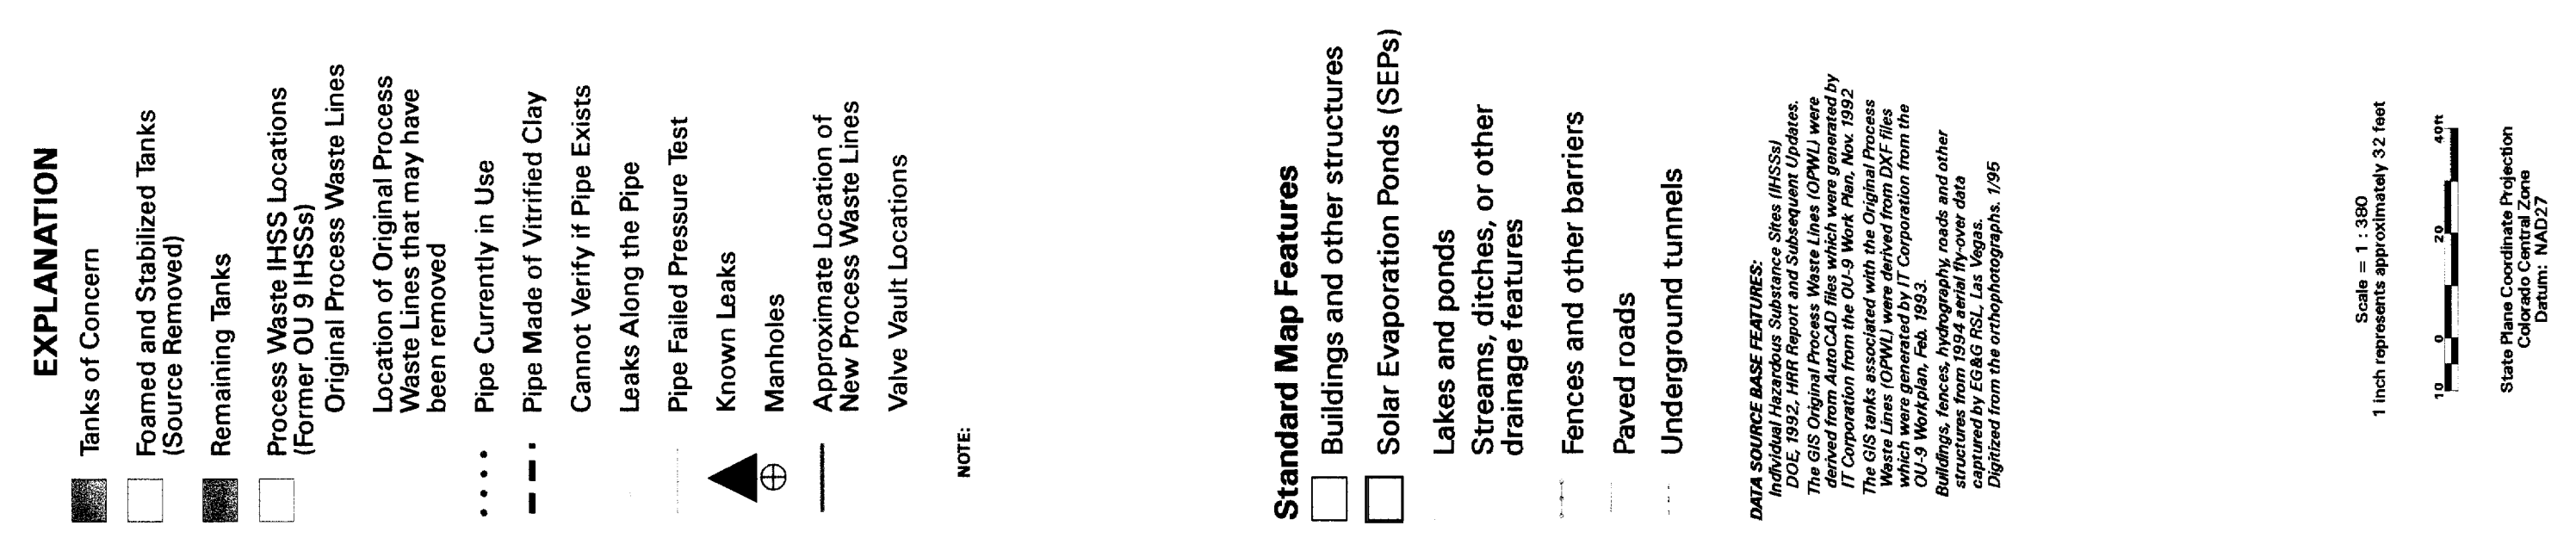 EXPLANATION
Tanks of Concern
Foamed and Stabilized Tanks
(Source Removed)
Remaining Tanks
Process Waste IHSS Locations
(Former OU 9 IHSSs)
Original Process Waste Lines
Location of Original Process
Waste Lines that may have
been removed
Pipe Currently in Use
Pipe Made of Vitrified Clay
Cannot Verify if Pipe Exists
Leaks Along the Pipe
Pipe Failed Pressure Test
Known Leaks
Manholes
Approximate Location of
New Process Waste Lines
Valve Vault Locations
NOTE:
Standard Map Features
Buildings and other structures
Solar Evaporation Ponds (SEPs)
Lakes and ponds
Streams, ditches, or other
drainage features
Fences and other barriers
Paved roads
Underground tunnels
DATA SOURCE BASE FEATURES:
Individual Hazardous Substance Sites (IHSSs)
DOE, 1992, HRR Report and Subsequent Updates.
The GIS Original Process Waste Lines (OPWL) were
derived from AutoCAD files which were generated by
IT Corporation from the OU-9 Work Plan, Nov. 1992
The GIS tanks associated with the Original Process
Waste Lines (OPWL) were derived from DXF files
which were generated by IT Corporation from the
OU-9 Workplan, Feb. 1993.
Buildings, fences, hydrography, roads and other
structures from 1994 aerial fly-over data
captured by EG&G RSL, Las Vegas.
Digitized from the orthophotographs. 1/95
Scale = 1 : 380
1 inch represents approximately 32 feet
10 0 20 40ft
State Plane Coordinate Projection
Colorado Central Zone
Datum: NAD27